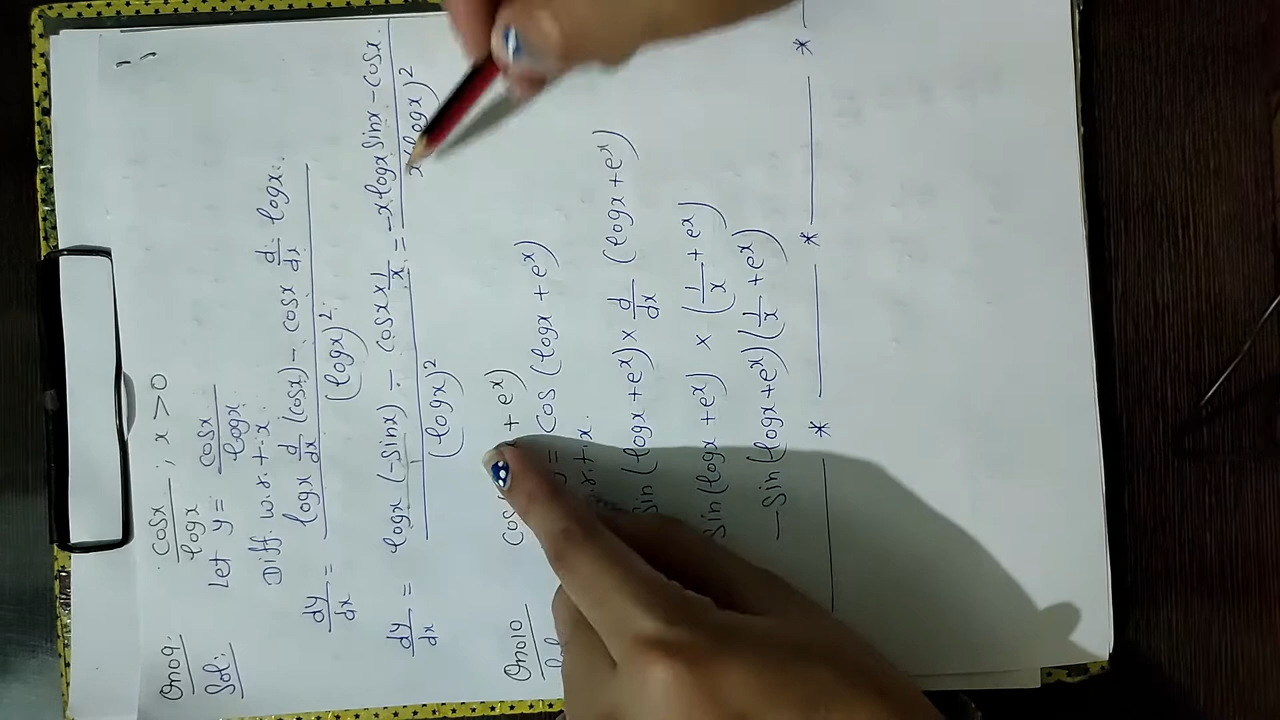 Qno9: cosx/logx ; x > 0
Sol: Let y = cosx/logx
Diff. w.r.t. x.
dy/dx = (logx d/dx (cosx) - cosx d/dx logx.)/(logx)².
dy/dx = (logx (-sinx) - cosx × 1/x)/(logx)² = (-x logx sinx - cosx.)/(x(logx)²)
Qno10 cos + eˣ)
= cos (logx + eˣ)
w.r.t. x.
sin (logx + eˣ) × d/dx (logx + eˣ)
sin (logx + eˣ) × (1/x + eˣ)
- sin (logx + eˣ) (1/x + eˣ)
* * *